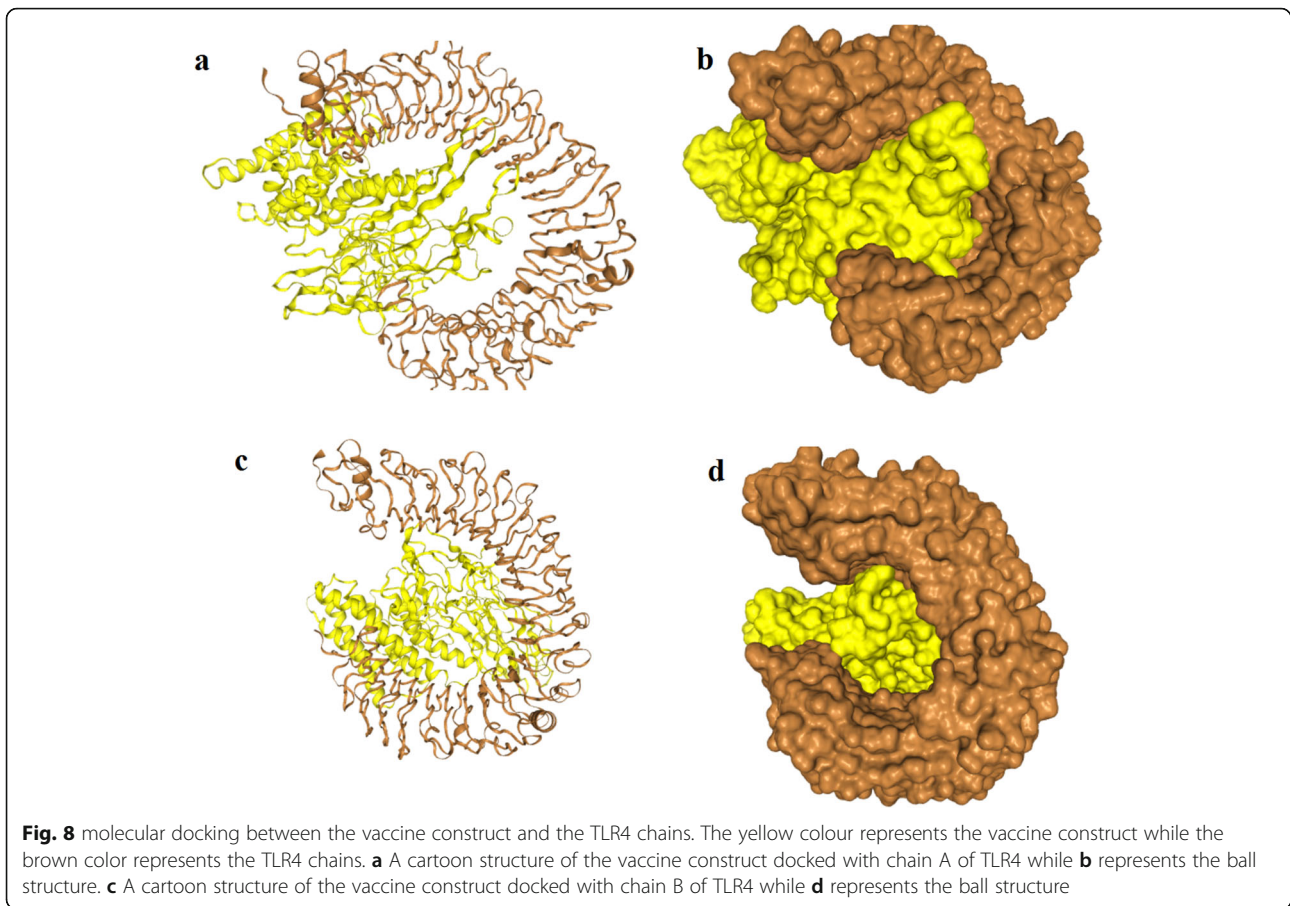 a
b
c
d
Fig. 8 molecular docking between the vaccine construct and the TLR4 chains. The yellow colour represents the vaccine construct while the
brown color represents the TLR4 chains. a A cartoon structure of the vaccine construct docked with chain A of TLR4 while b represents the ball
structure. c A cartoon structure of the vaccine construct docked with chain B of TLR4 while d represents the ball structure